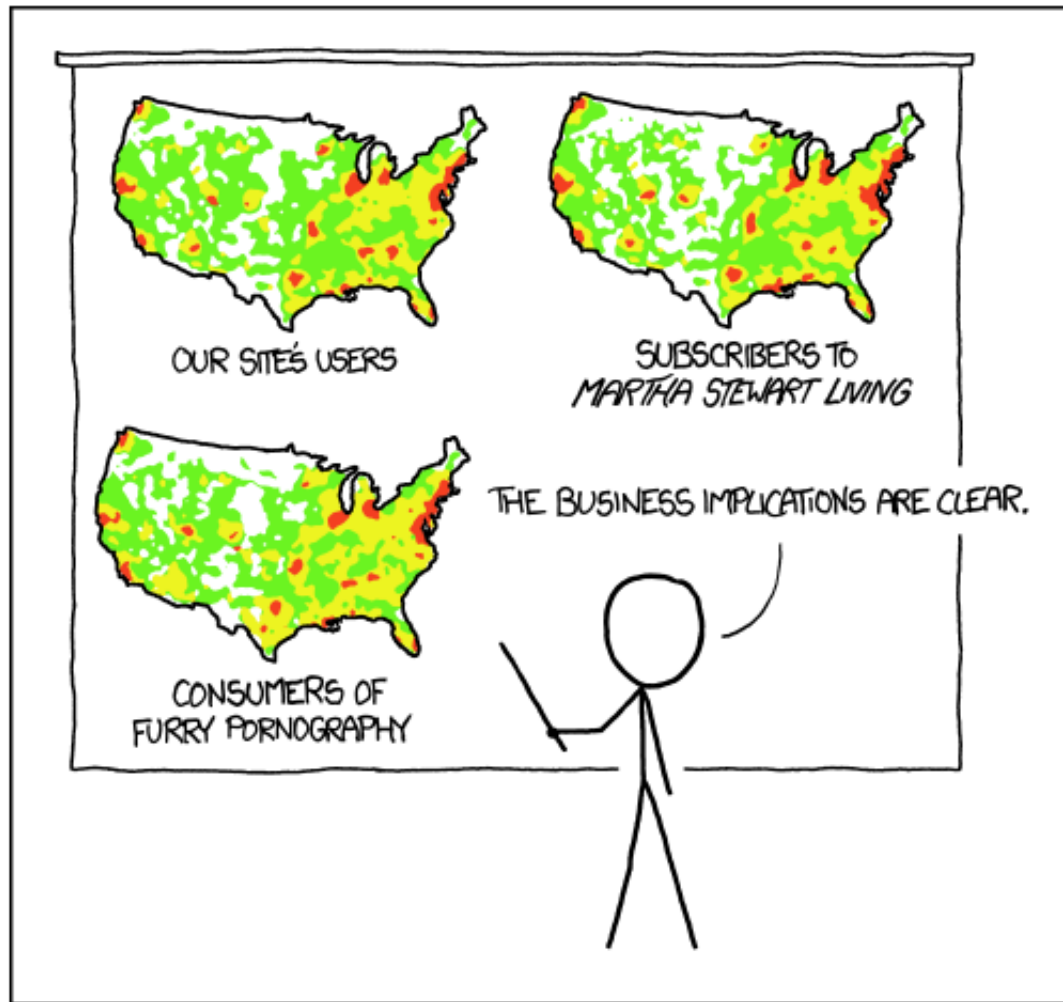 OUR SITE'S USERS
SUBSCRIBERS TO
MARTHA STEWART LIVING
CONSUMERS OF
FURRY PORNOGRAPHY
THE BUSINESS IMPLICATIONS ARE CLEAR.